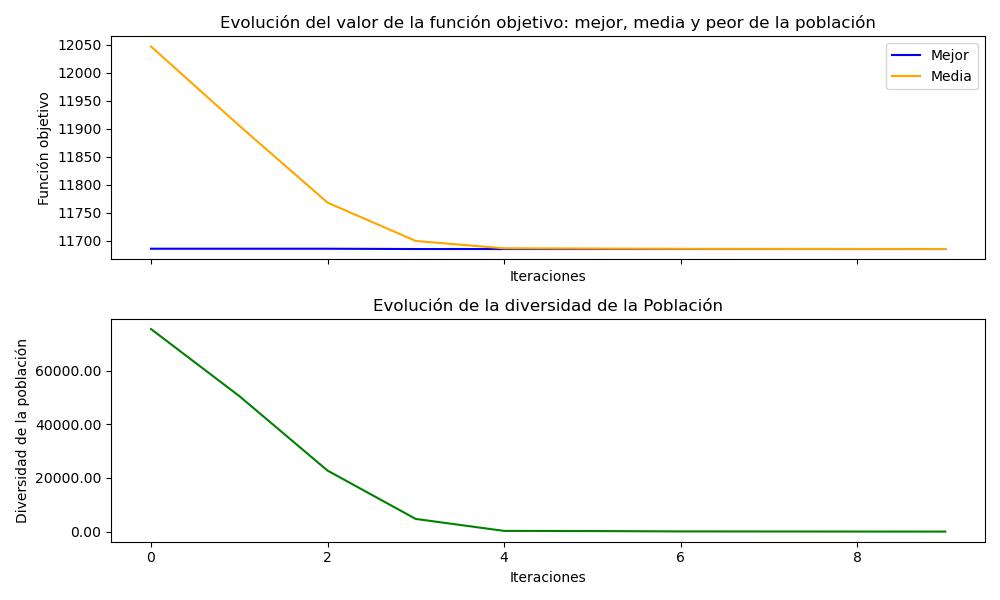 Evolución del valor de la función objetivo: mejor, media y peor de la población
Función objetivo
12050
12000
11950
11900
11850
11800
11750
11700
Mejor
Media
Iteraciones
Evolución de la diversidad de la Población
Diversidad de la población
60000.00
40000.00
20000.00
0.00
0 2 4 6 8
Iteraciones